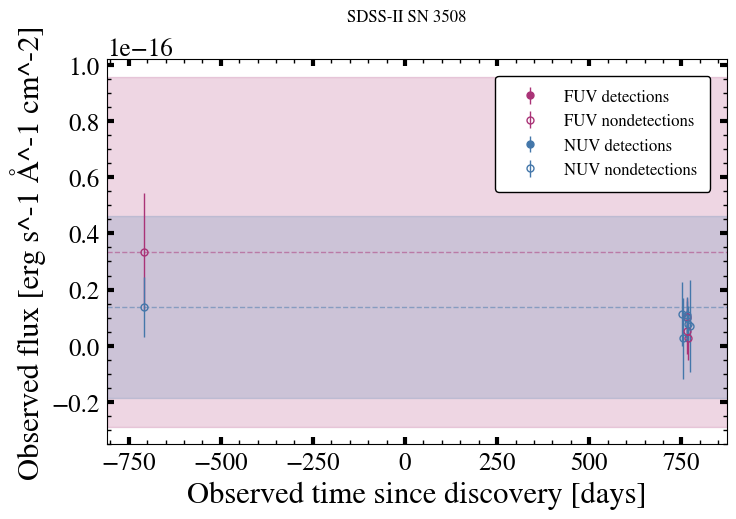 SDSS-II SN 3508
1e−16
1.0
0.8
0.6
0.4
0.2
0.0
−0.2
Observed flux [erg s^-1 Å^-1 cm^-2]
FUV detections
FUV nondetections
NUV detections
NUV nondetections
−750 −500 −250 0 250 500 750
Observed time since discovery [days]